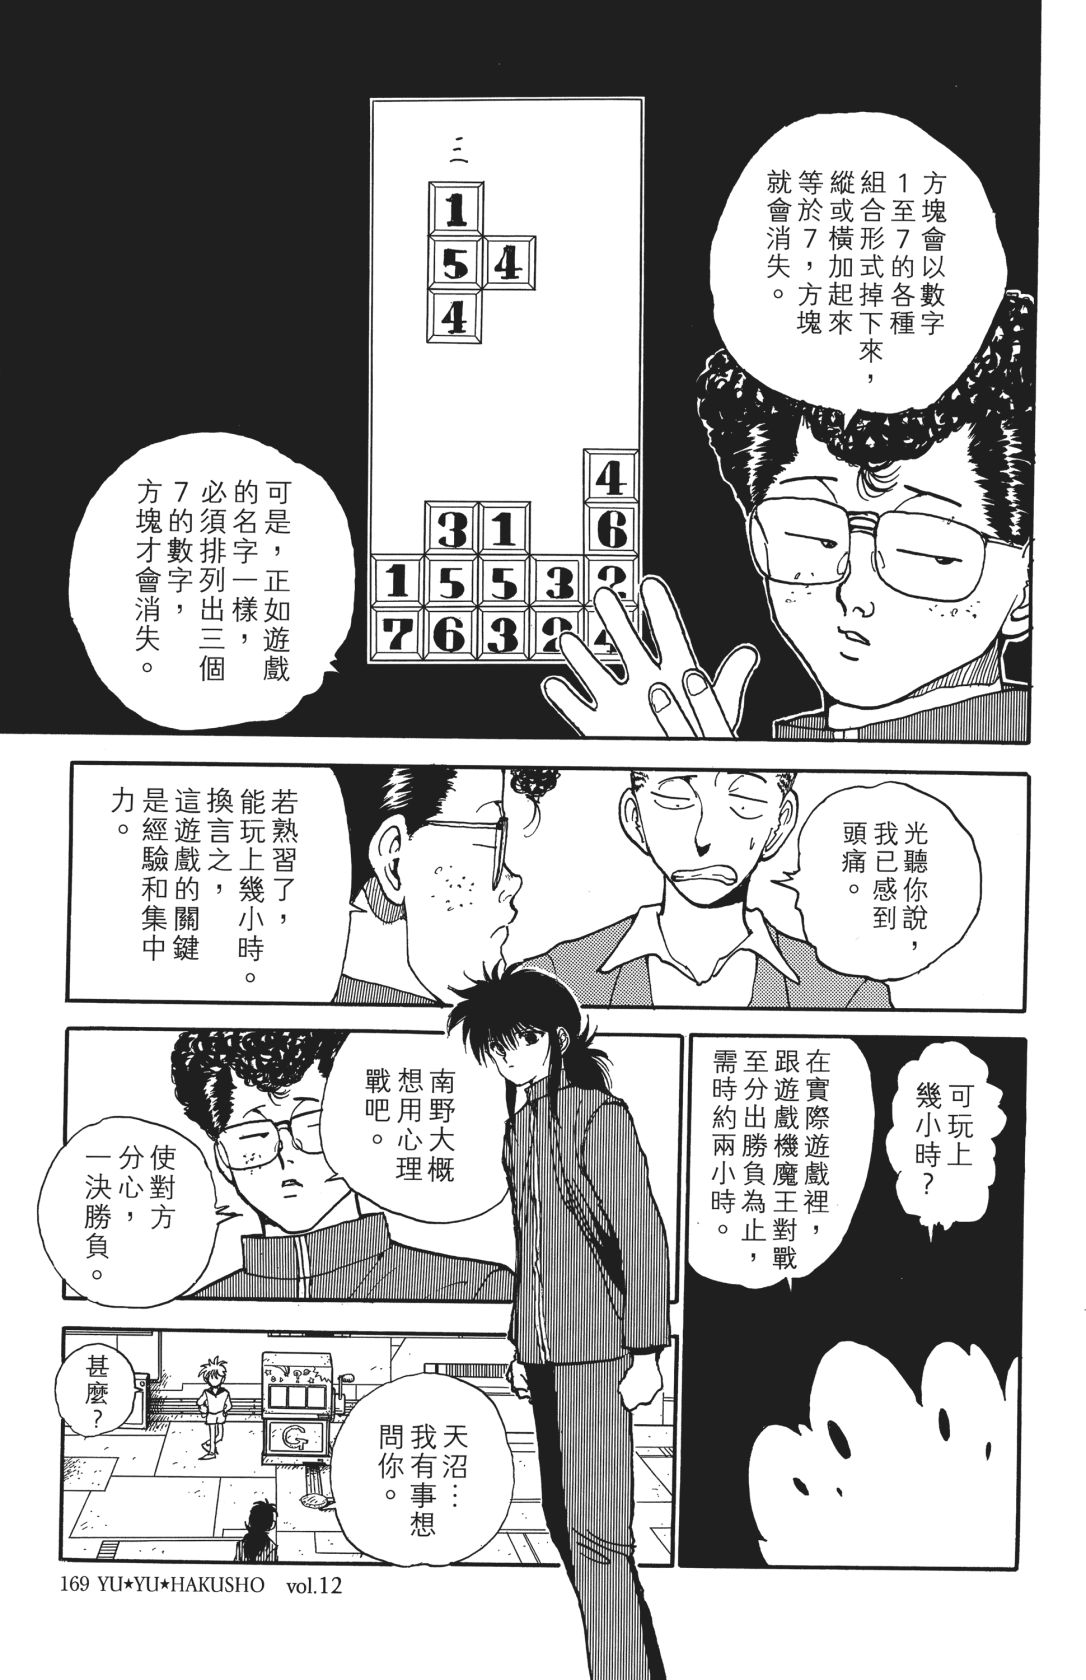 方塊會以數字
1至7的各種
組合形式掉下來，
縱或橫加起來
等於7，方塊
就會消失。
三
1
5 4
4
4
3 1 6
1 5 5 3 2
7 6 3 2 4
可是，正如遊戲
的名字一樣，
必須排列出三個
7的數字，
方塊才會消失。
光聽你說，
我已感到
頭痛。
若熟習了，
能玩上幾小時。
換言之，
這遊戲的關鍵
是經驗和集中
力。
可玩上
幾小時？
在實際遊戲裡，
跟遊戲機魔王對戰
至分出勝負為止，
需時約兩小時。
南野大概
想用心理
戰吧。
使對方
分心，
一決勝負。
天沼…
我有事想
問你。
甚麼？
G
169 YU★YU★HAKUSHO vol.12